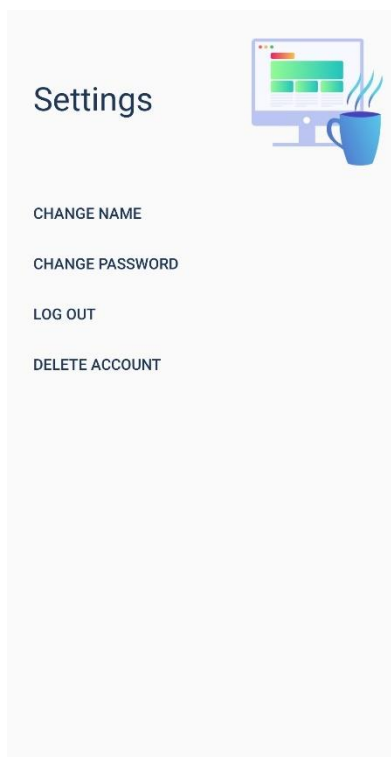 Settings
CHANGE NAME
CHANGE PASSWORD
LOG OUT
DELETE ACCOUNT